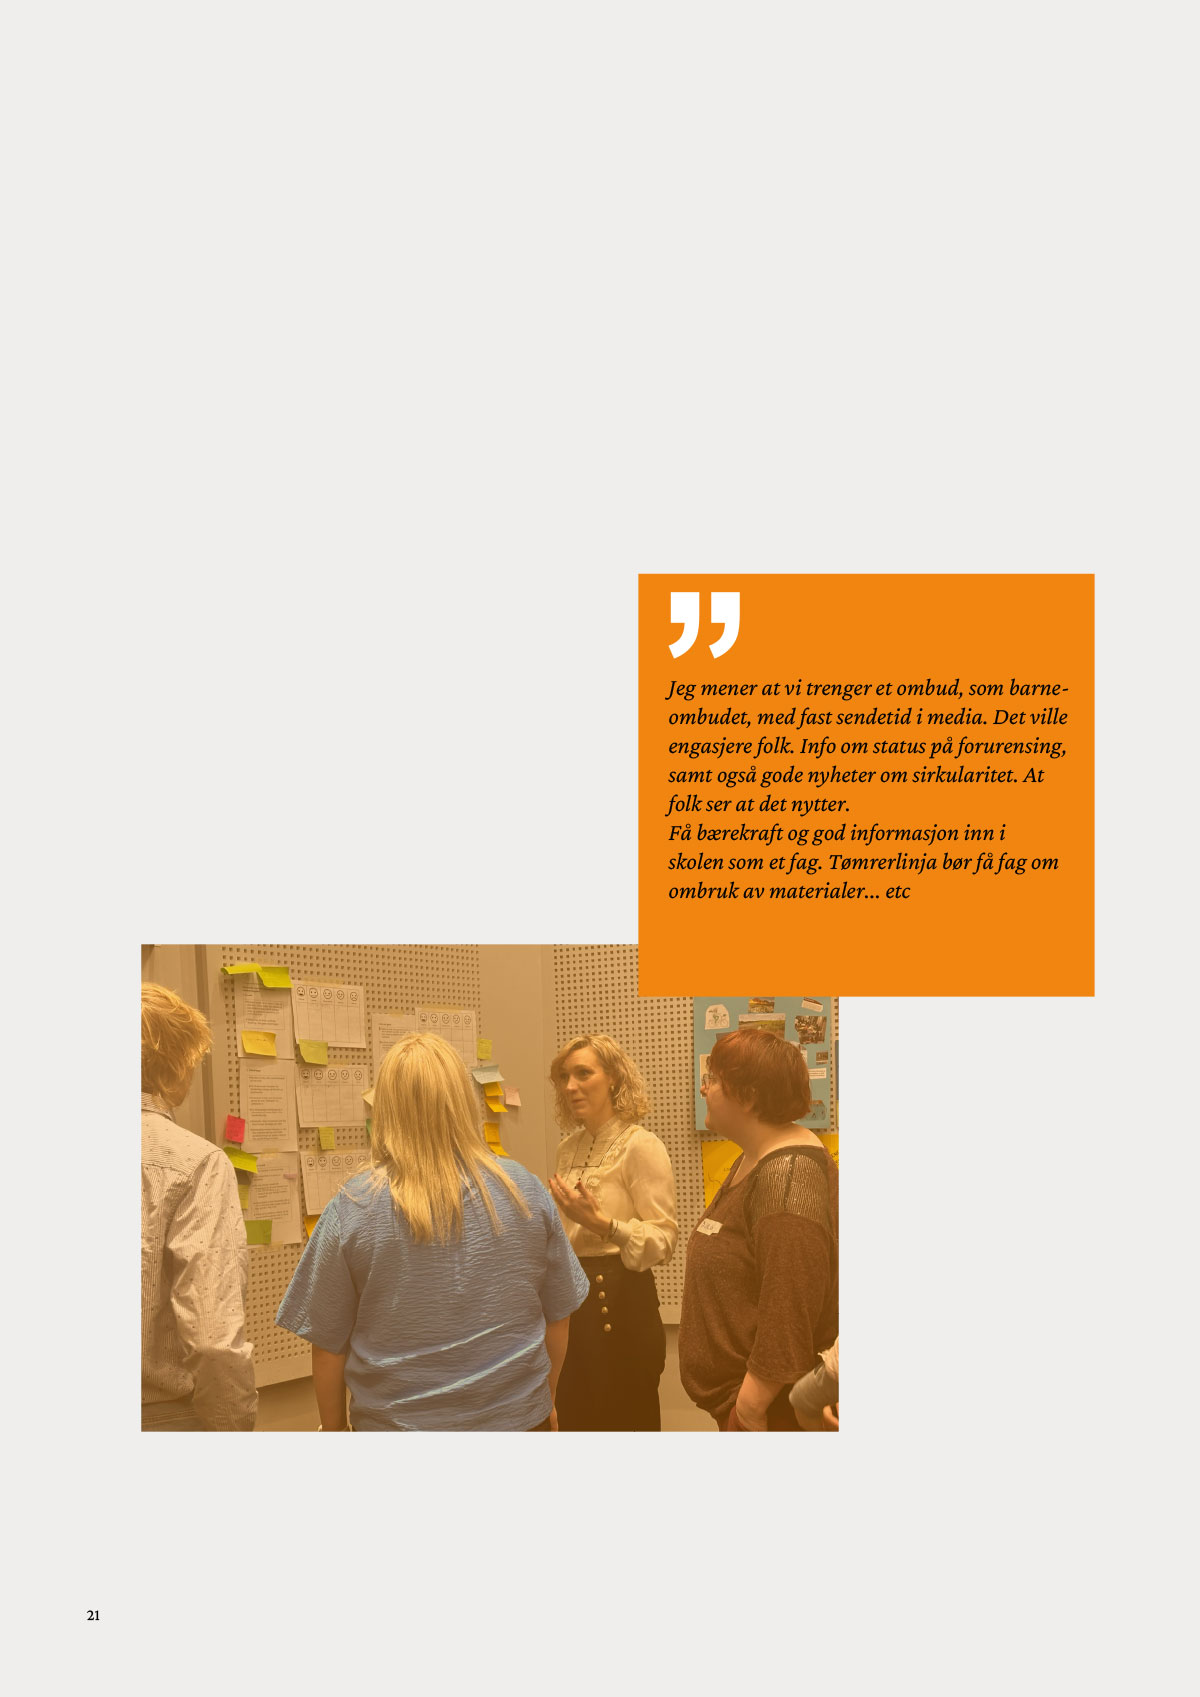 Jeg mener at vi trenger et ombud, som barne-
ombudet, med fast sendetid i media. Det ville
engasjere folk. Info om status på forurensing,
samt også gode nyheter om sirkularitet. At
folk ser at det nytter.
Få bærekraft og god informasjon inn i
skolen som et fag. Tømrerlinja bør få fag om
ombruk av materialer... etc
21